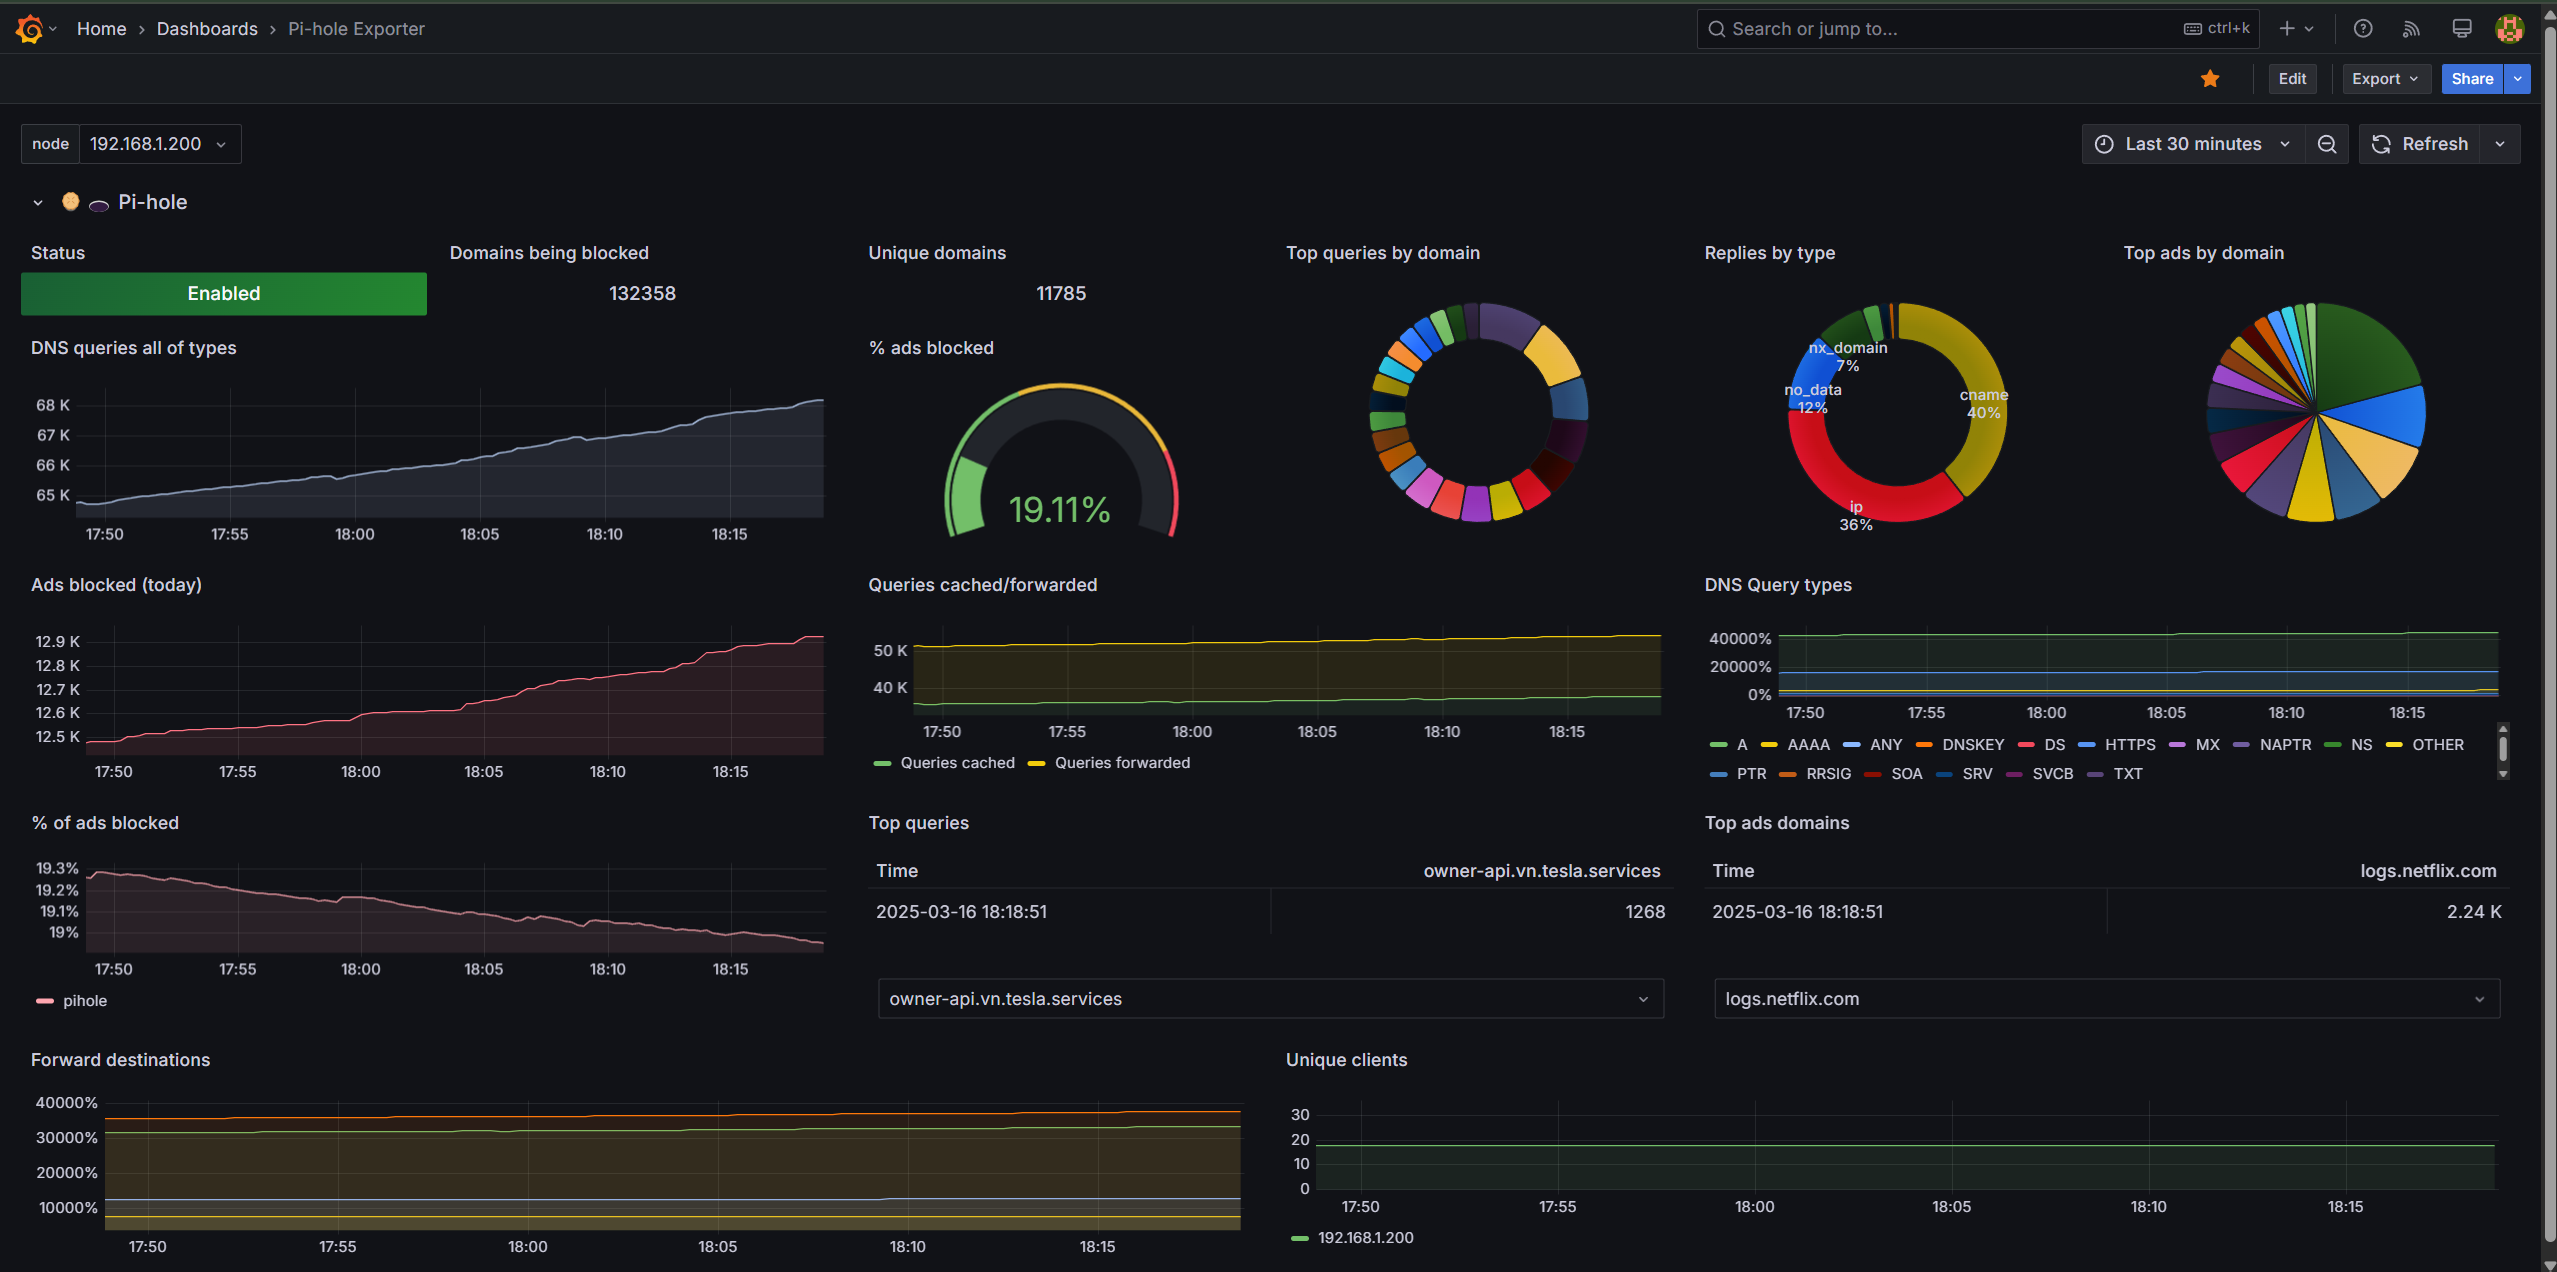 Home › Dashboards › Pi-hole Exporter
Search or jump to... ctrl+k
Edit Export Share
node 192.168.1.200
Last 30 minutes Refresh
Pi-hole
Status
Enabled
Domains being blocked
132358
Unique domains
11785
Top queries by domain
Replies by type
nx_domain
7%
no_data
12%
cname
40%
ip
36%
Top ads by domain
DNS queries all of types
68 K
67 K
66 K
65 K
17:50 17:55 18:00 18:05 18:10 18:15
% ads blocked
19.11%
Ads blocked (today)
12.9 K
12.8 K
12.7 K
12.6 K
12.5 K
17:50 17:55 18:00 18:05 18:10 18:15
Queries cached/forwarded
50 K
40 K
17:50 17:55 18:00 18:05 18:10 18:15
Queries cached Queries forwarded
DNS Query types
40000%
20000%
0%
17:50 17:55 18:00 18:05 18:10 18:15
A AAAA ANY DNSKEY DS HTTPS MX NAPTR NS OTHER
PTR RRSIG SOA SRV SVCB TXT
% of ads blocked
19.3%
19.2%
19.1%
19%
17:50 17:55 18:00 18:05 18:10 18:15
pihole
Top queries
Time owner-api.vn.tesla.services
2025-03-16 18:18:51 1268
owner-api.vn.tesla.services
Top ads domains
Time logs.netflix.com
2025-03-16 18:18:51 2.24 K
logs.netflix.com
Forward destinations
40000%
30000%
20000%
10000%
17:50 17:55 18:00 18:05 18:10 18:15
Unique clients
30
20
10
0
17:50 17:55 18:00 18:05 18:10 18:15
192.168.1.200